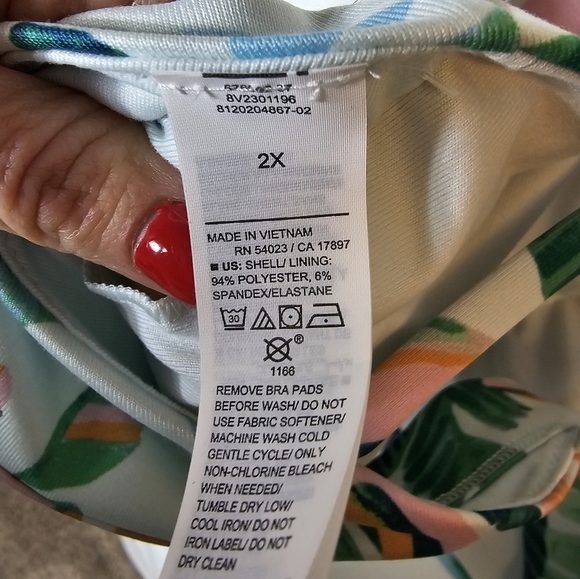 8V2301196
8120204867-02
2X
MADE IN VIETNAM
RN 54023 / CA 17897
■ US: SHELL/ LINING:
94% POLYESTER, 6%
SPANDEX/ELASTANE
30
®
1166
REMOVE BRA PADS
BEFORE WASH/ DO NOT
USE FABRIC SOFTENER/
MACHINE WASH COLD
GENTLE CYCLE/ ONLY
NON-CHLORINE BLEACH
WHEN NEEDED/
TUMBLE DRY LOW/
COOL IRON/ DO NOT
IRON LABEL/ DO NOT
DRY CLEAN